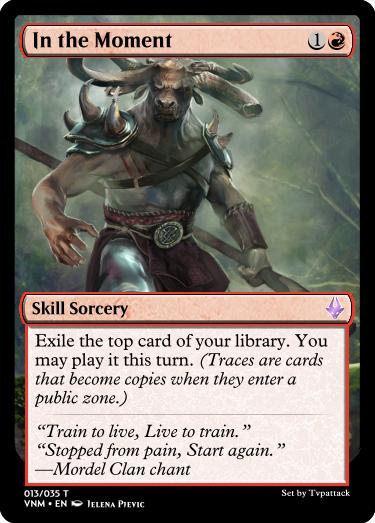 In the Moment 1
Skill Sorcery
Exile the top card of your library. You
may play it this turn. (Traces are cards
that become copies when they enter a
public zone.)
“Train to live, Live to train.”
“Stopped from pain, Start again.”
—Mordel Clan chant
013/035 T
VNM • EN Jelena Pievic
Set by Tvpattack